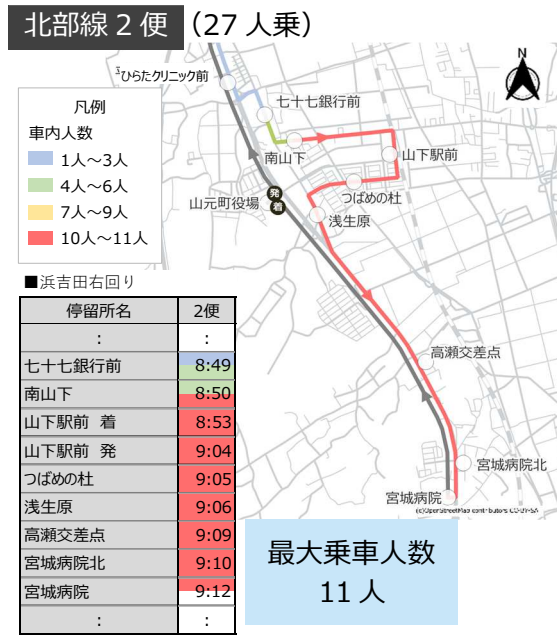 北部線2便（27人乗）
N
ひらたクリニック前
七十七銀行前
凡例
車内人数
1人～3人
4人～6人
7人～9人
10人～11人
南山下
山下駅前
つばめの杜
山元町役場
発
着
浅生原
■浜吉田右回り
停留所名 2便
： ：
七十七銀行前 8:49
南山下 8:50
山下駅前 着 8:53
山下駅前 発 9:04
つばめの杜 9:05
浅生原 9:06
高瀬交差点 9:09
宮城病院北 9:10
宮城病院 9:12
： ：
高瀬交差点
宮城病院北
宮城病院
(c)OpenStreetMap contributors CC-BY-SA
最大乗車人数
11人